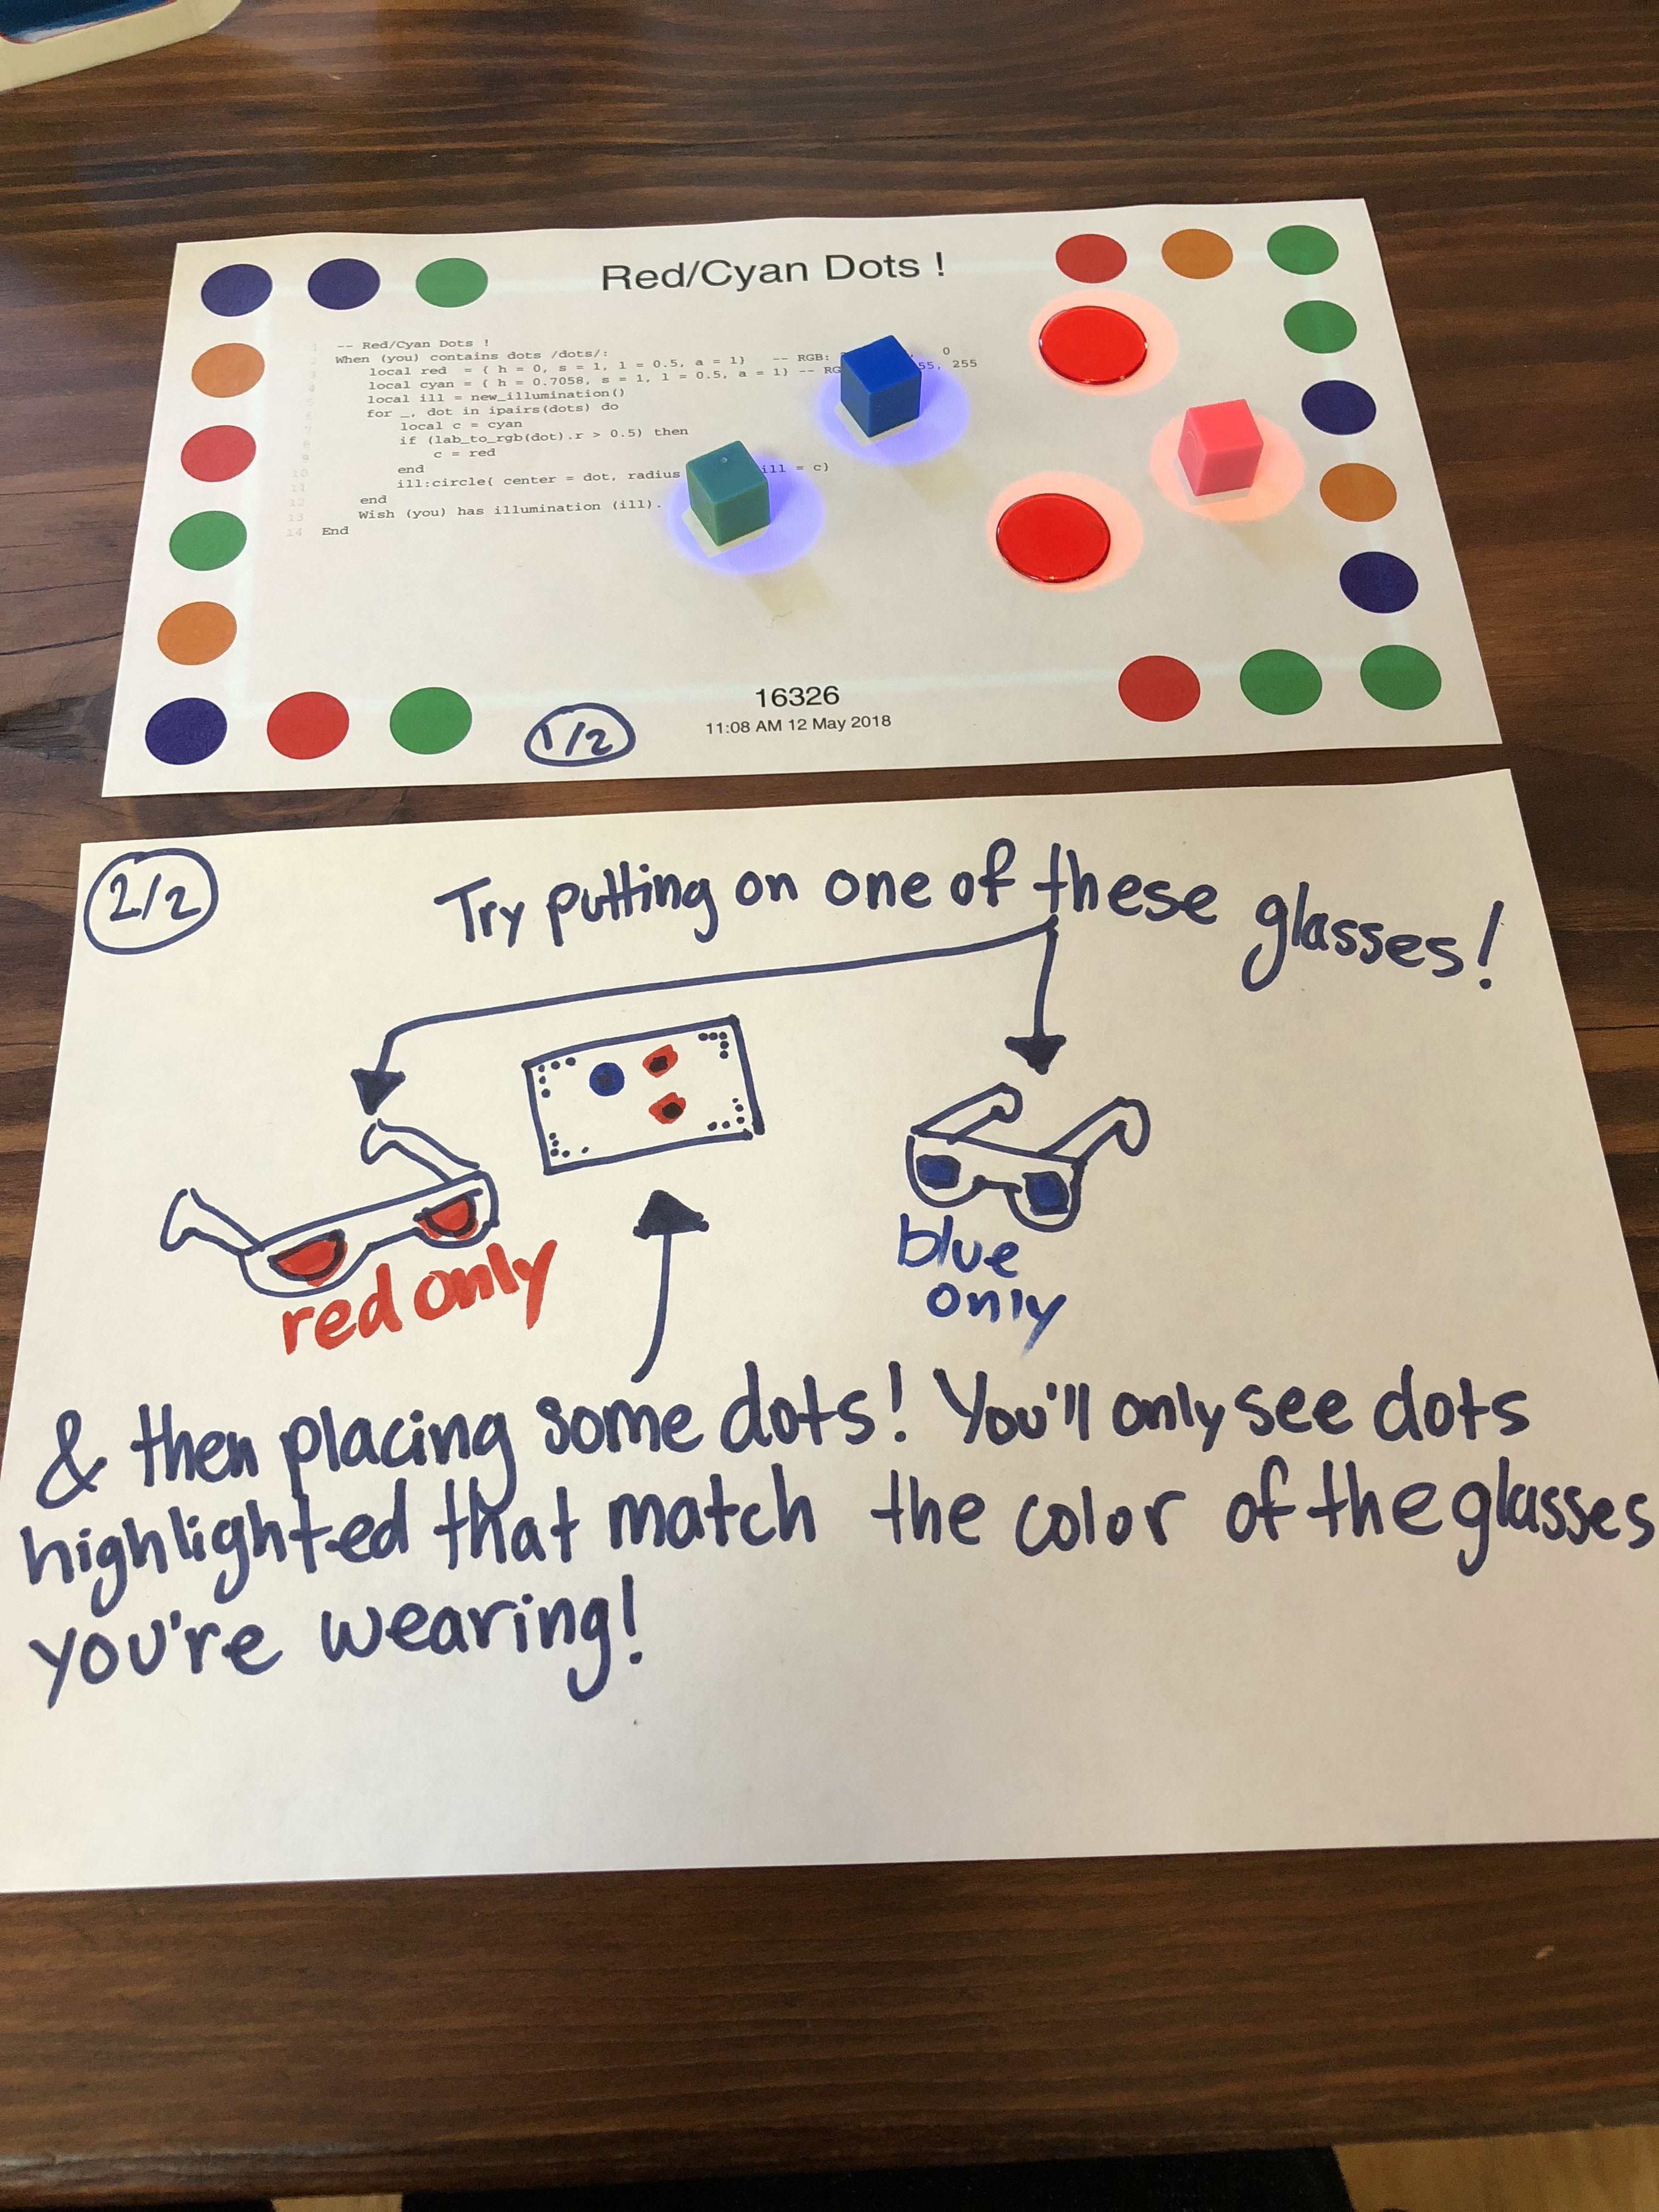 Red/Cyan Dots !
1 -- Red/Cyan Dots !
2 When (you) contains dots /dots/:
3 local red = { h = 0, s = 1, l = 0.5, a = 1} -- RGB: 0
4 local cyan = { h = 0.7058, s = 1, l = 0.5, a = 1} -- RG 55, 255
5 local ill = new_illumination()
6 for _, dot in ipairs(dots) do
7 local c = cyan
8 if (lab_to_rgb(dot).r > 0.5) then
9 c = red
10 end
11 ill:circle{ center = dot, radius ill = c}
12 end
13 Wish (you) has illumination (ill).
14 End
16326
11:08 AM 12 May 2018
1/2
2/2
Try putting on one of these glasses!
red only
blue
only
& then placing some dots! You'll only see dots
highlighted that match the color of the glasses
you're wearing!